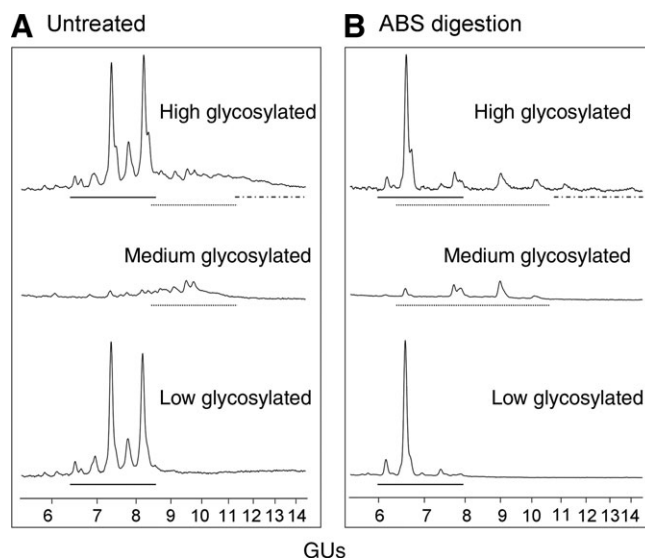 A Untreated
High glycosylated
Medium glycosylated
Low glycosylated
6 7 8 9 10 11 12 13 14
B ABS digestion
High glycosylated
Medium glycosylated
Low glycosylated
6 7 8 9 10 11 12 13 14
GUs